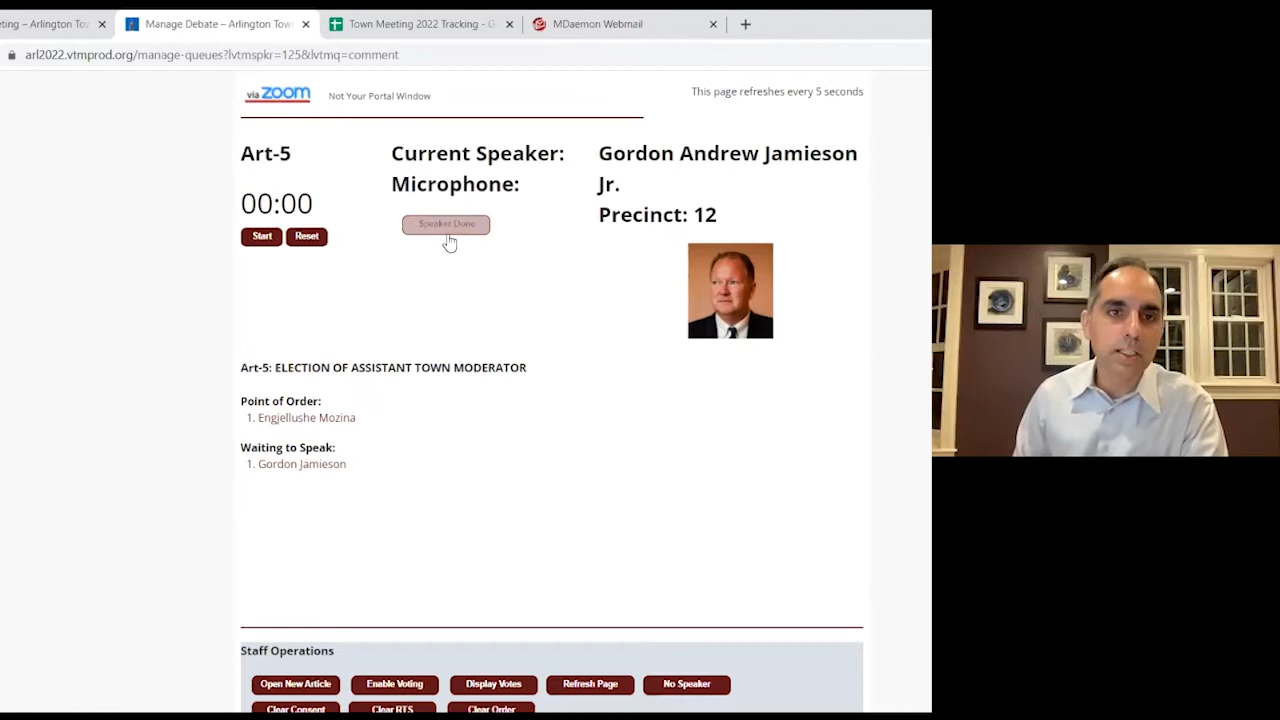 eting – Arlington Tov
Manage Debate – Arlington Town
Town Meeting 2022 Tracking - G
MDaemon Webmail
arl2022.vtmprod.org/manage-queues?lvtmspkr=125&lvtmq=comment
via zoom
Not Your Portal Window
This page refreshes every 5 seconds
Art-5
Current Speaker:
Gordon Andrew Jamieson
Microphone:
Jr.
00:00
Precinct: 12
Speaker Done
Start
Reset
Art-5: ELECTION OF ASSISTANT TOWN MODERATOR
Point of Order:
1. Engjellushe Mozina
Waiting to Speak:
1. Gordon Jamieson
Staff Operations
Open New Article
Enable Voting
Display Votes
Refresh Page
No Speaker
Clear Consent
Clear RTS
Clear Order